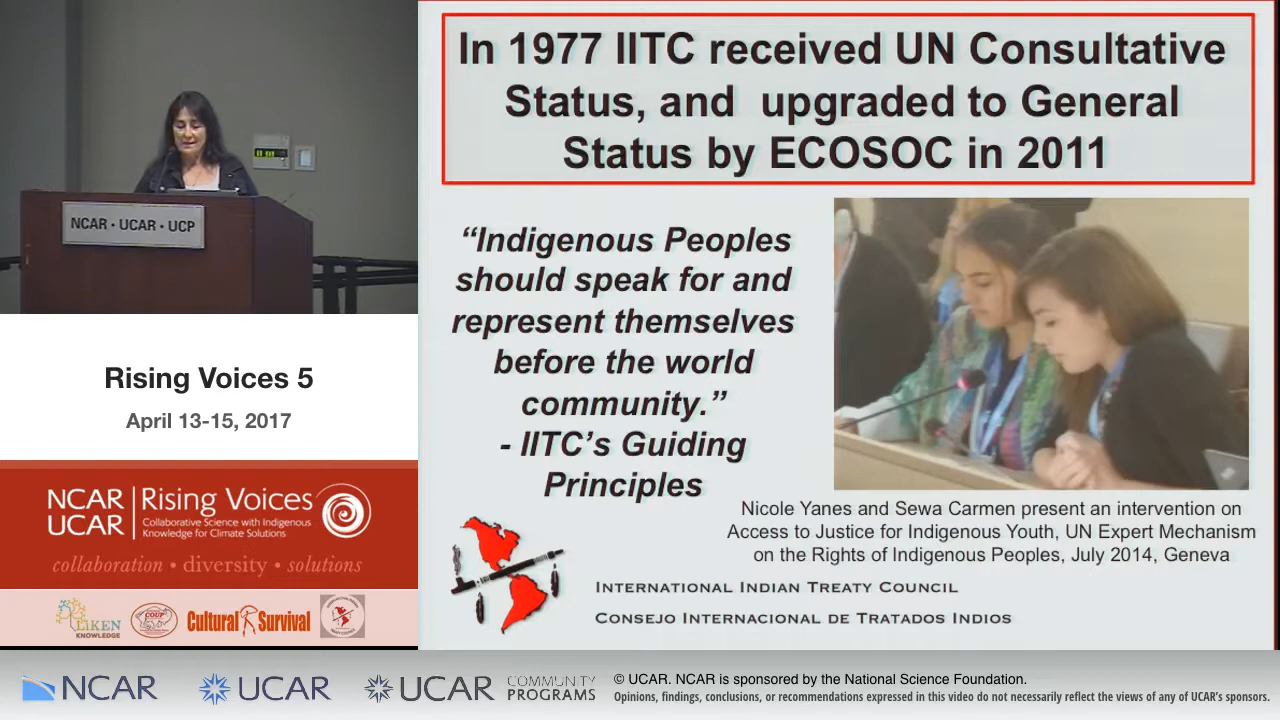 In 1977 IITC received UN Consultative
Status, and upgraded to General
Status by ECOSOC in 2011
NCAR • UCAR • UCP
“Indigenous Peoples
should speak for and
represent themselves
before the world
community.”
- IITC’s Guiding
Principles
Nicole Yanes and Sewa Carmen present an intervention on
Access to Justice for Indigenous Youth, UN Expert Mechanism
on the Rights of Indigenous Peoples, July 2014, Geneva
INTERNATIONAL INDIAN TREATY COUNCIL
CONSEJO INTERNACIONAL DE TRATADOS INDIOS
Rising Voices 5
April 13-15, 2017
NCAR
UCAR
Rising Voices
Collaborative Science with Indigenous
Knowledge for Climate Solutions
collaboration • diversity • solutions
LiKEN
KNOWLEDGE
COUP
Cultural Survival
NCAR
UCAR
UCAR
COMMUNITY
PROGRAMS
© UCAR. NCAR is sponsored by the National Science Foundation.
Opinions, findings, conclusions, or recommendations expressed in this video do not necessarily reflect the views of any of UCAR’s sponsors.